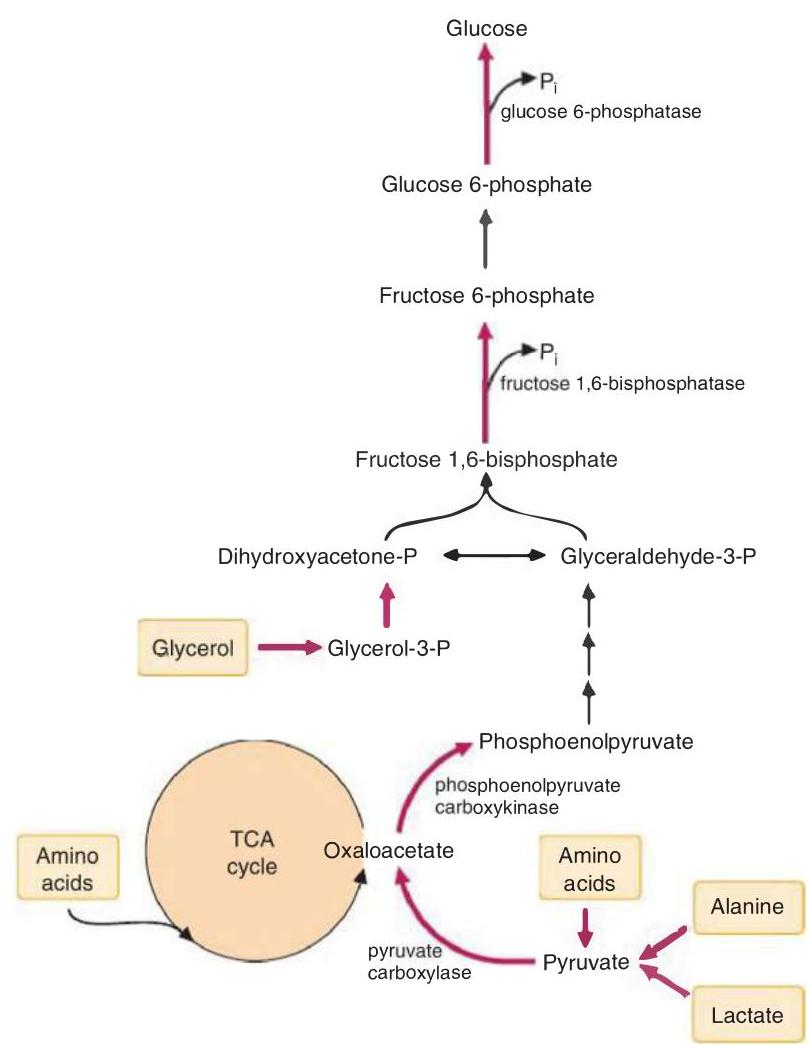 Glucose
Pi
glucose 6-phosphatase
Glucose 6-phosphate
Fructose 6-phosphate
Pi
fructose 1,6-bisphosphatase
Fructose 1,6-bisphosphate
Dihydroxyacetone-P
Glyceraldehyde-3-P
Glycerol
Glycerol-3-P
Phosphoenolpyruvate
phosphoenolpyruvate
carboxykinase
TCA
cycle
Oxaloacetate
Amino
acids
Amino
acids
Alanine
pyruvate
carboxylase
Pyruvate
Lactate